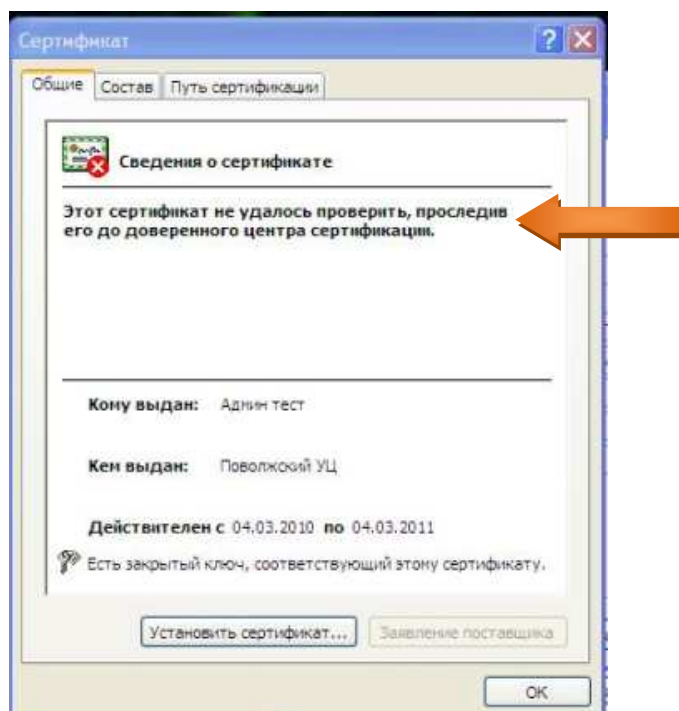 Сертификат
Общие Состав Путь сертификации
Сведения о сертификате
Этот сертификат не удалось проверить, проследив
его до доверенного центра сертификации.
Кому выдан: Админ тест
Кем выдан: Поволжский УЦ
Действителен с 04.03.2010 по 04.03.2011
Есть закрытый ключ, соответствующий этому сертификату.
Установить сертификат... Заявление поставщика
ОК